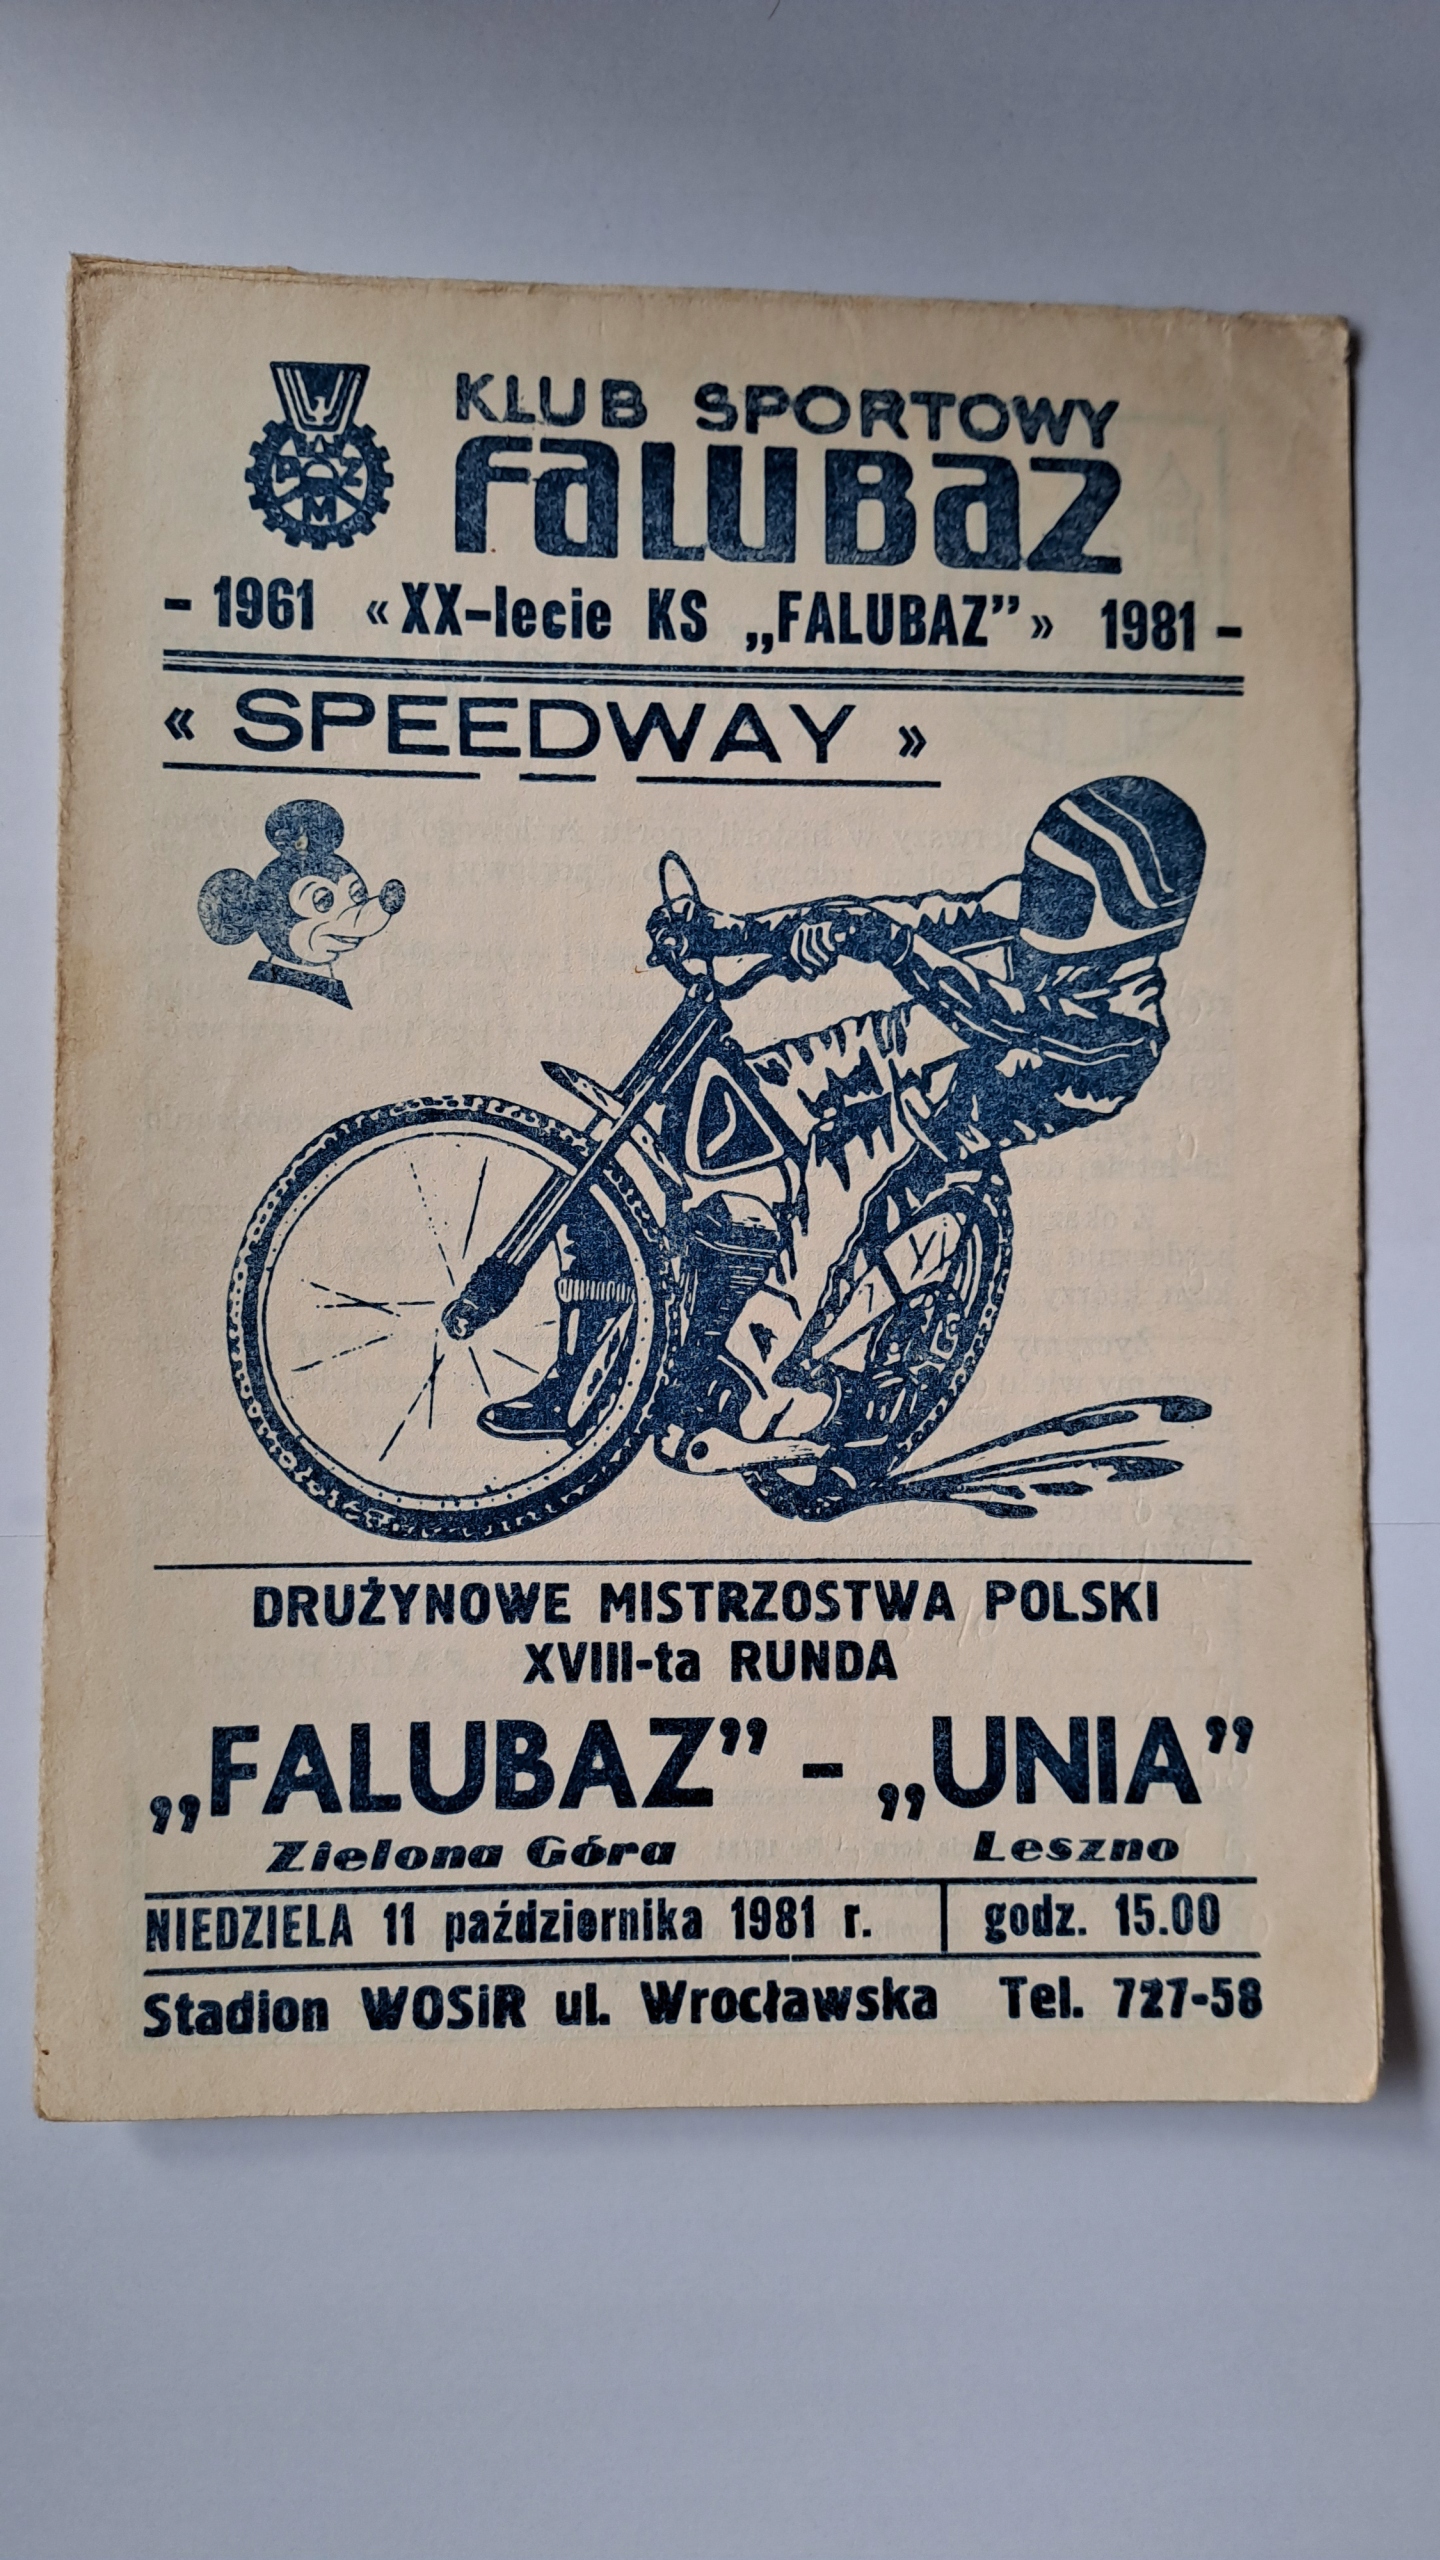 KLUB SPORTOWY
FALUBAZ
PZM
- 1961 « XX-lecie KS „FALUBAZ” » 1981 -
« SPEEDWAY »
DRUŻYNOWE MISTRZOSTWA POLSKI
XVIII-ta RUNDA
„FALUBAZ” - „UNIA”
Zielona Góra Leszno
NIEDZIELA 11 października 1981 r. godz. 15.00
Stadion WOSiR ul. Wrocławska Tel. 727-58